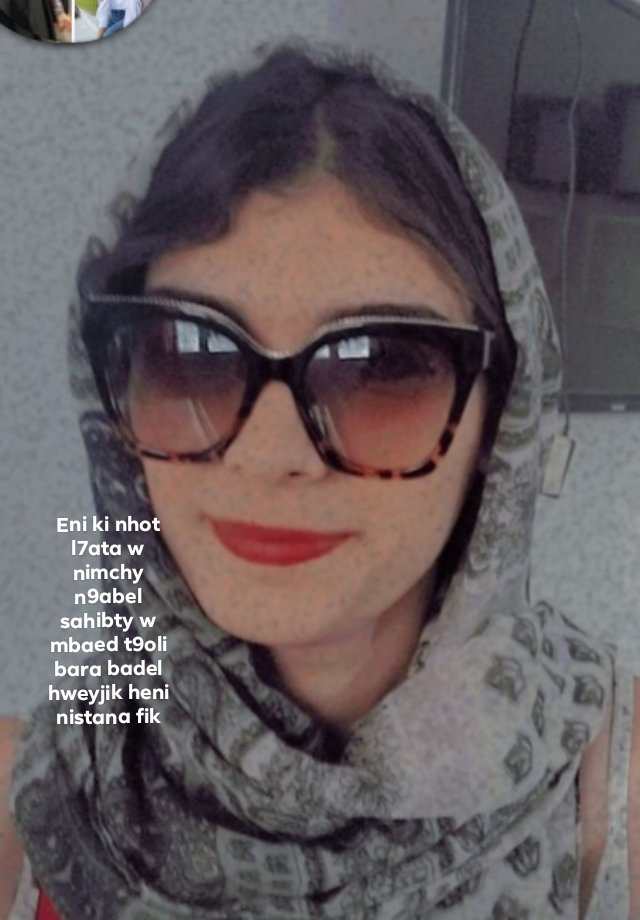 Eni ki nhot
l7ata w
nimchy
n9abel
sahibty w
mbaed t9oli
bara badel
hweyjik heni
nistana fik